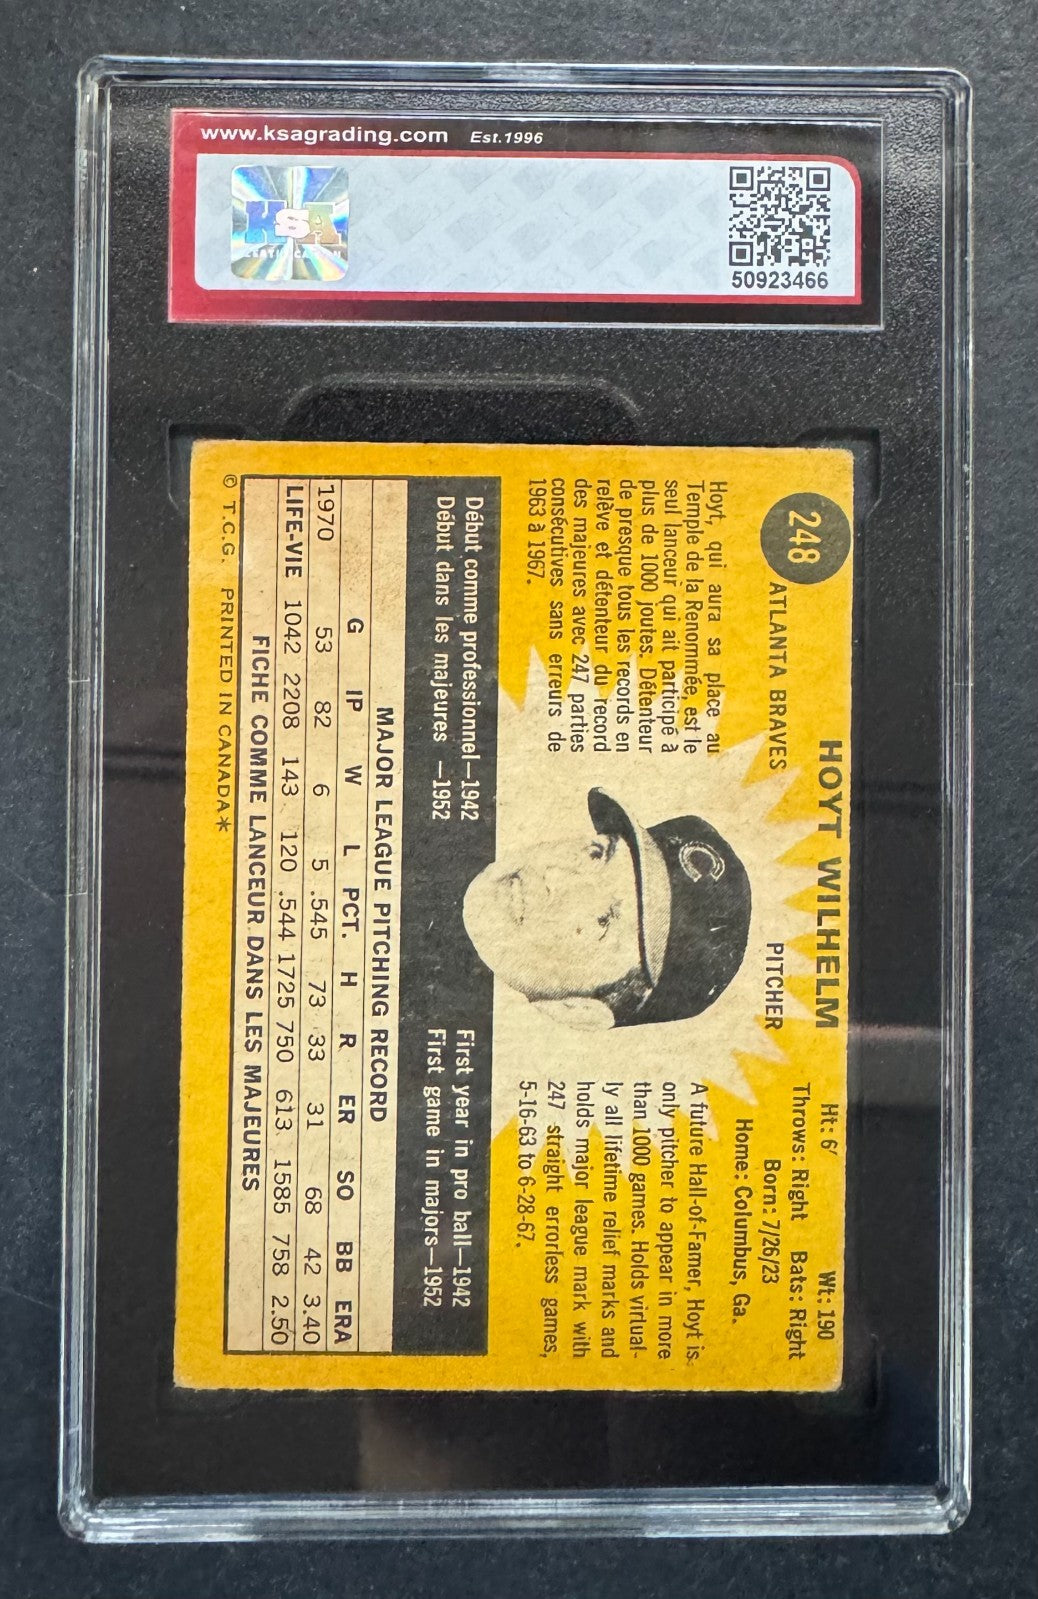 www.ksagrading.com Est.1996
KSA
CERTIFICATION
50923466
248
HOYT WILHELM
Ht: 6' Wt: 190
ATLANTA BRAVES PITCHER
Throws: Right Bats: Right
Born: 7/26/23
Home: Columbus, Ga.
Hoyt, qui aura sa place au
Temple de la Renommée, est le
seul lanceur qui ait participé à
plus de 1000 joutes. Détenteur
de presque tous les records en
relève et détenteur du record
des majeures avec 247 parties
consécutives sans erreurs de
1963 à 1967.
C
A future Hall-of-Famer, Hoyt is
only pitcher to appear in more
than 1000 games. Holds virtual-
ly all lifetime relief marks and
holds major league mark with
247 straight errorless games,
5-16-63 to 6-28-67.
Début comme professionnel—1942
Début dans les majeures —1952
First year in pro ball—1942
First game in majors—1952
MAJOR LEAGUE PITCHING RECORD
G IP W L PCT. H R ER SO BB ERA
1970 53 82 6 5 .545 73 33 31 68 42 3.40
LIFE-VIE 1042 2208 143 120 .544 1725 750 613 1585 758 2.50
FICHE COMME LANCEUR DANS LES MAJEURES
© T.C.G. PRINTED IN CANADA*